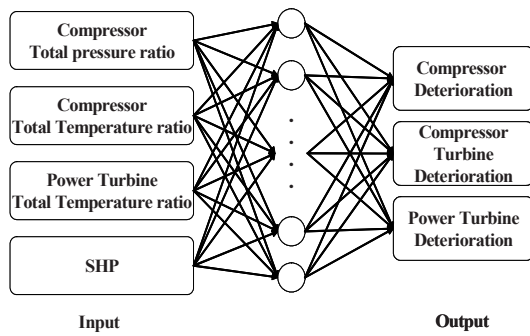 Compressor
Total pressure ratio
Compressor
Total Temperature ratio
Power Turbine
Total Temperature ratio
SHP
Input
Compressor
Deterioration
Compressor
Turbine
Deterioration
Power Turbine
Deterioration
Output